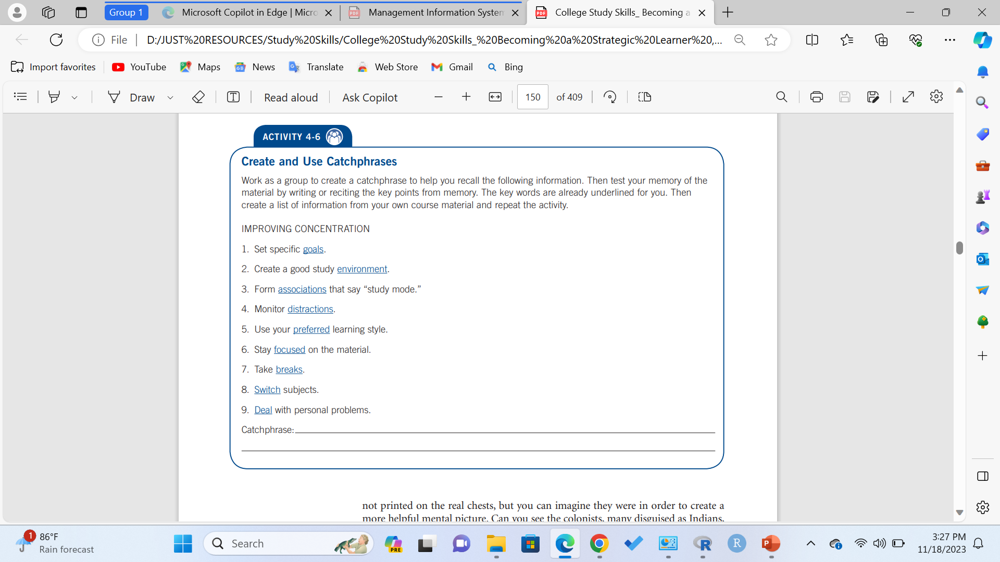 Group 1
Microsoft Copilot in Edge | Micro
Management Information System
College Study Skills_ Becoming a
File
D:/JUST%20RESOURCES/Study%20Skills/College%20Study%20Skills_%20Becoming%20a%20Strategic%20Learner%20,...
Import favorites
YouTube
Maps
News
Translate
Web Store
Gmail
Bing
Draw
Read aloud
Ask Copilot
150
of 409
ACTIVITY 4-6
Create and Use Catchphrases
Work as a group to create a catchphrase to help you recall the following information. Then test your memory of the
material by writing or reciting the key points from memory. The key words are already underlined for you. Then
create a list of information from your own course material and repeat the activity.
IMPROVING CONCENTRATION
1. Set specific goals.
2. Create a good study environment.
3. Form associations that say “study mode.”
4. Monitor distractions.
5. Use your preferred learning style.
6. Stay focused on the material.
7. Take breaks.
8. Switch subjects.
9. Deal with personal problems.
Catchphrase:
not printed on the real chests, but you can imagine they were in order to create a
more helpful mental picture. Can you see the colonists, many disguised as Indians,
1
86°F
Rain forecast
Search
PRE
R
R
P
3:27 PM
11/18/2023